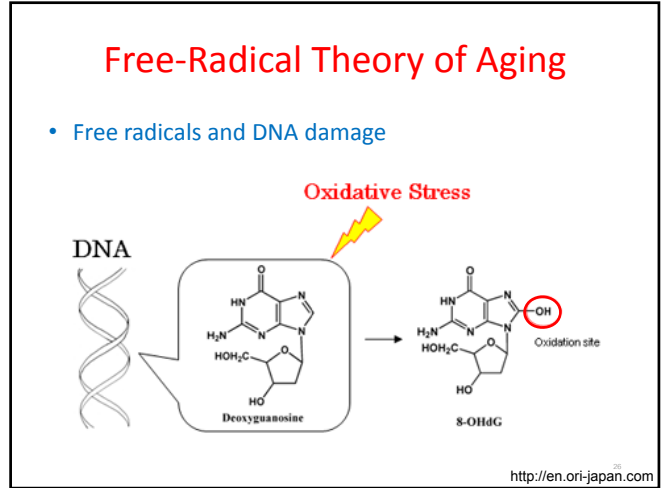 Free-Radical Theory of Aging
• Free radicals and DNA damage
Oxidative Stress
DNA
O
HN
N
H₂N
N
N
HOH₂C
O
HO
Deoxyguanosine
O
HN
N
OH
H₂N
N
N
Oxidation site
HOH₂C
O
HO
8-OHdG
26
http://en.ori-japan.com